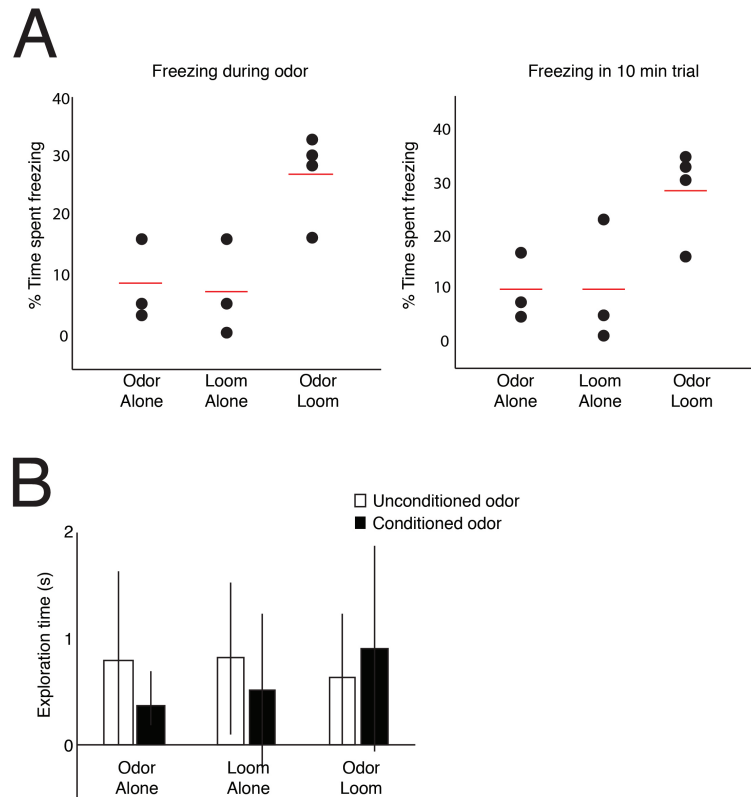 A
Freezing during odor
% Time spent freezing
40
30
20
10
0
Odor Alone
Loom Alone
Odor Loom
Freezing in 10 min trial
% Time spent freezing
40
30
20
10
0
Odor Alone
Loom Alone
Odor Loom
B
Unconditioned odor
Conditioned odor
Exploration time (s)
2
1
0
Odor Alone
Loom Alone
Odor Loom